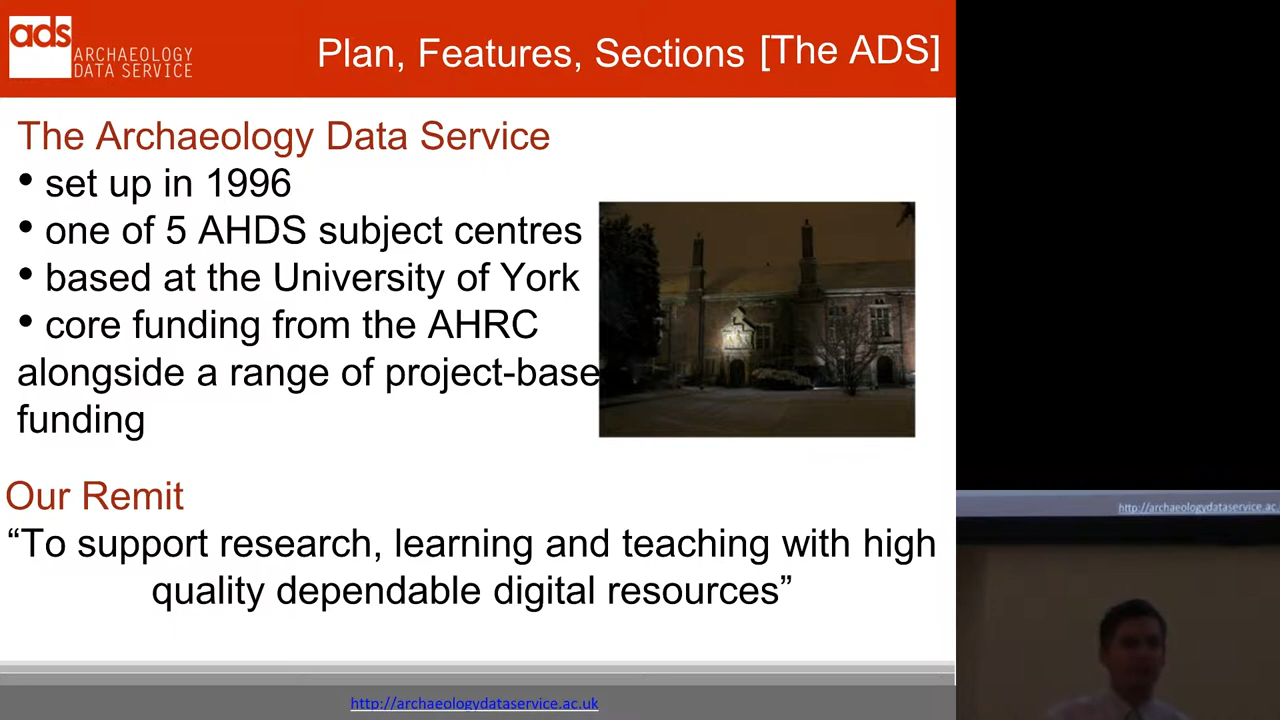 ads
ARCHAEOLOGY
DATA SERVICE
Plan, Features, Sections [The ADS]
The Archaeology Data Service
• set up in 1996
• one of 5 AHDS subject centres
• based at the University of York
• core funding from the AHRC
alongside a range of project-base
funding
Our Remit
“To support research, learning and teaching with high
quality dependable digital resources”
http://archaeologydataservice.ac.uk
http://archaeologydataservice.ac.